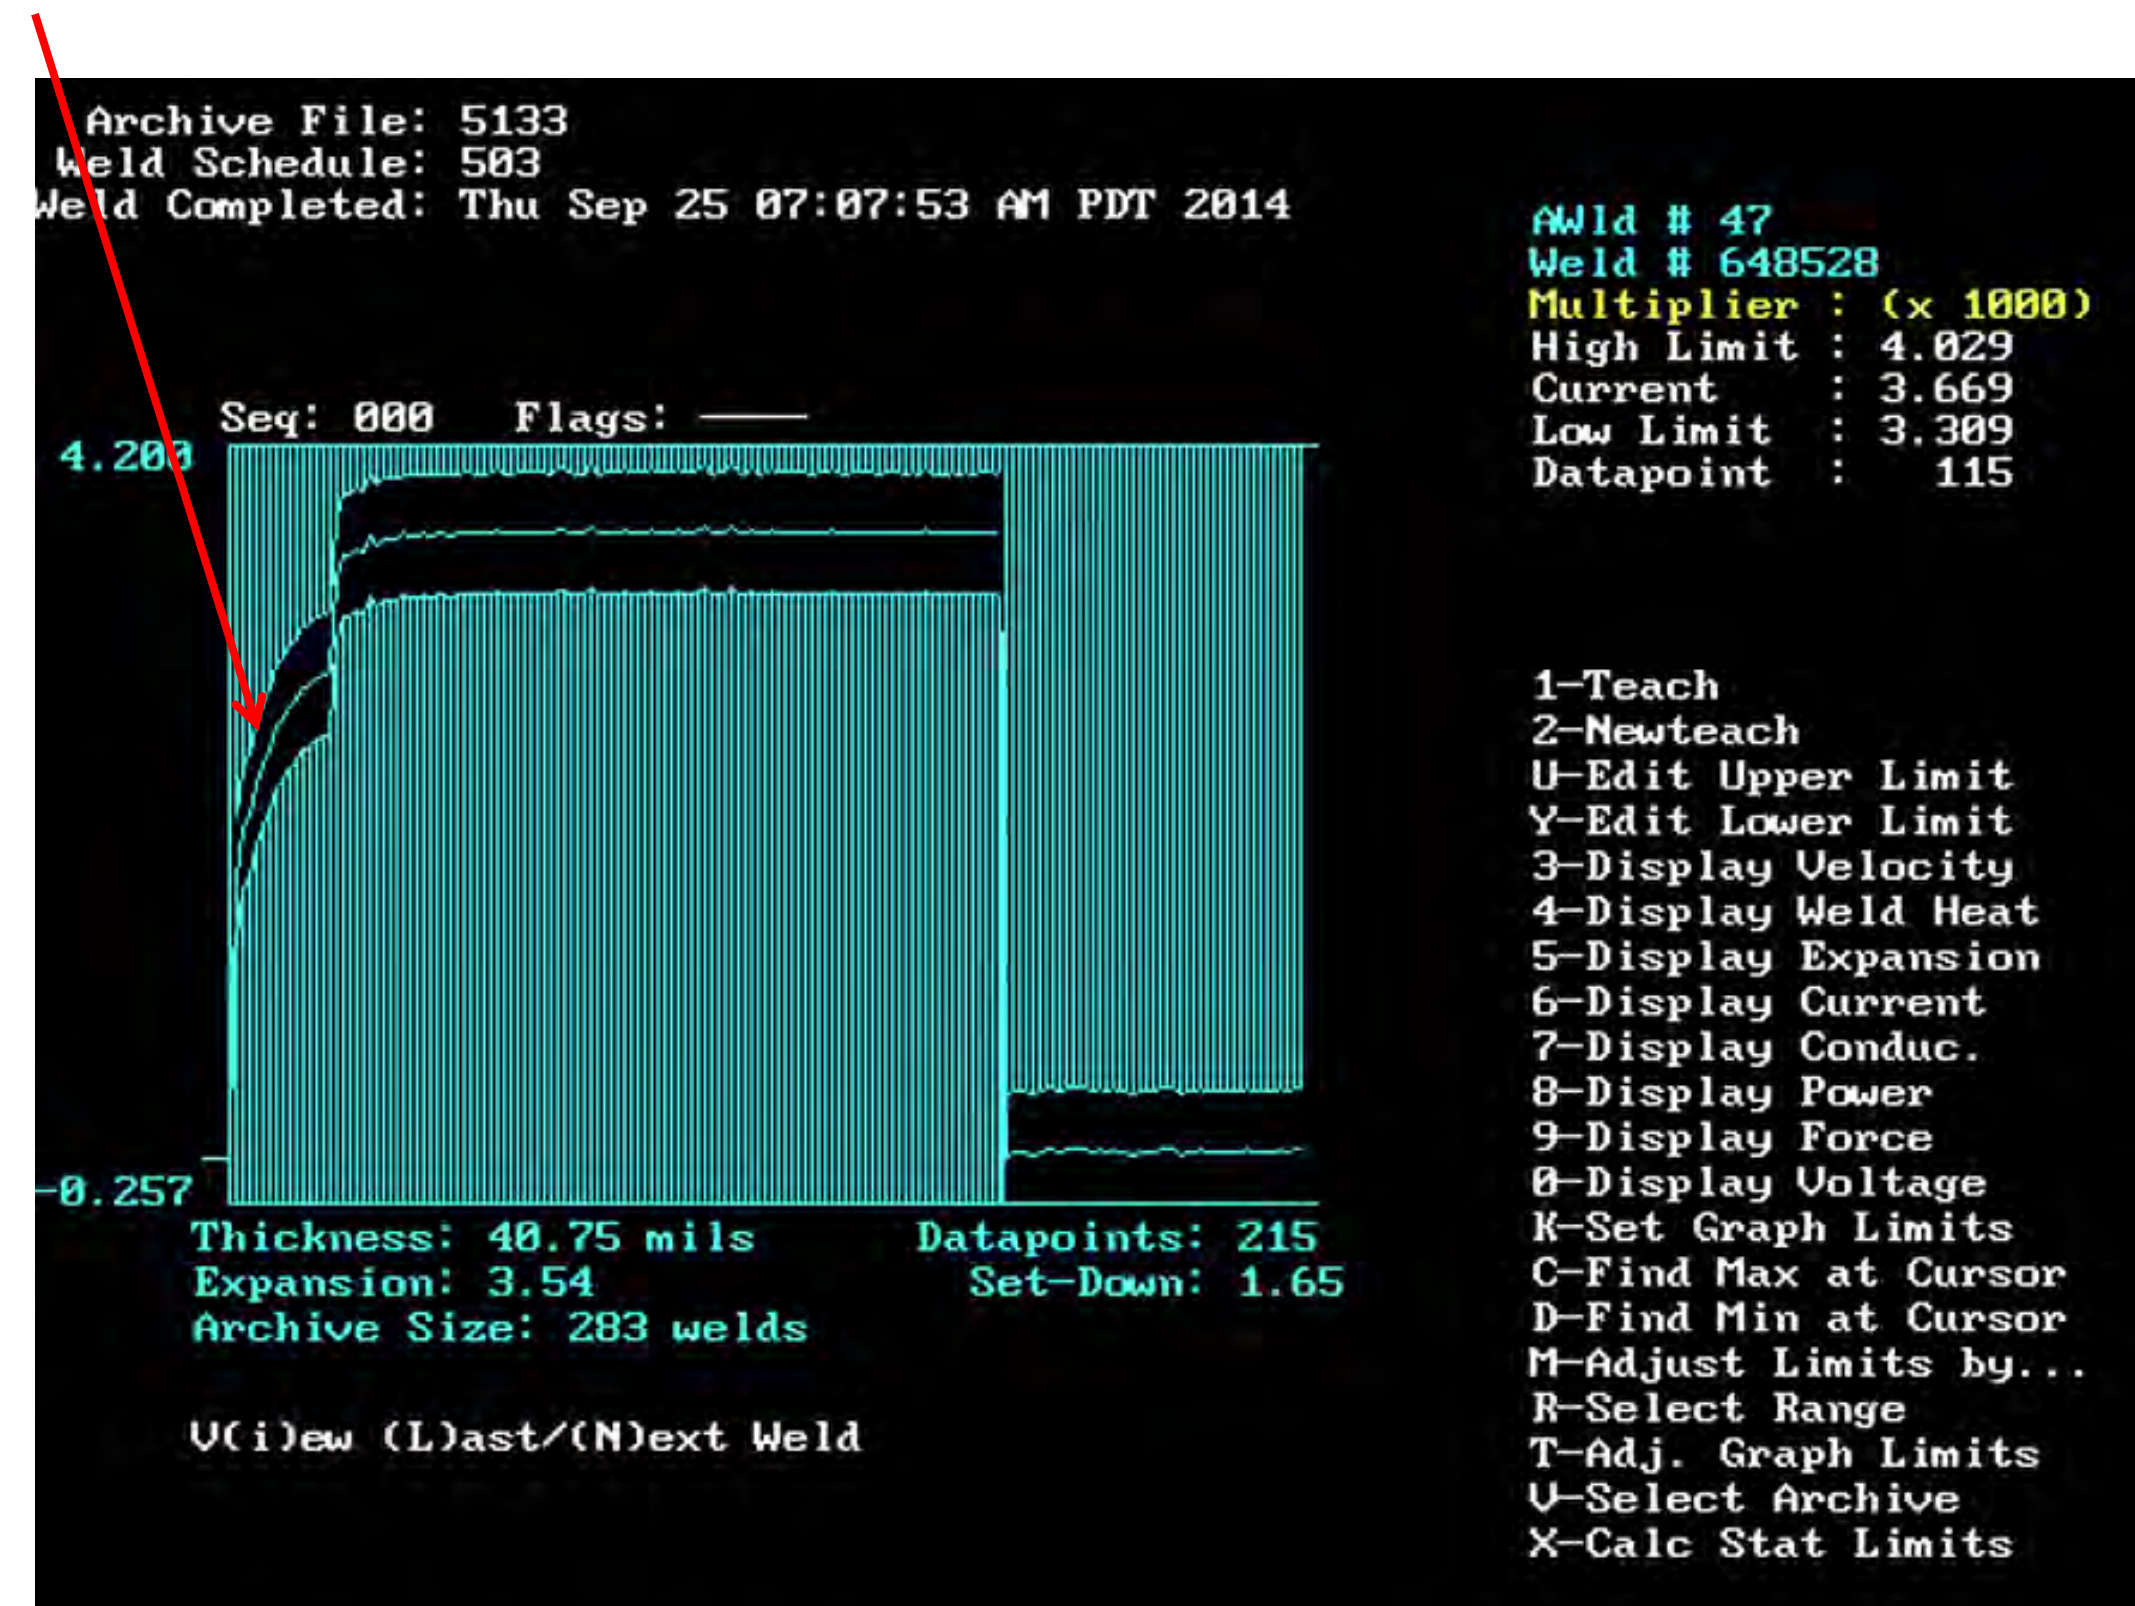 Archive File: 5133
Weld Schedule: 503
Weld Completed: Thu Sep 25 07:07:53 AM PDT 2014
AWld # 47
Weld # 648528
Multiplier : (x 1000)
High Limit : 4.029
Current : 3.669
Low Limit : 3.309
Datapoint : 115
Seq: 000 Flags: ────
4.200
-0.257
Thickness: 40.75 mils Datapoints: 215
Expansion: 3.54 Set-Down: 1.65
Archive Size: 283 welds
V(i)ew (L)ast/(N)ext Weld
1-Teach
2-Newteach
U-Edit Upper Limit
Y-Edit Lower Limit
3-Display Velocity
4-Display Weld Heat
5-Display Expansion
6-Display Current
7-Display Conduc.
8-Display Power
9-Display Force
0-Display Voltage
K-Set Graph Limits
C-Find Max at Cursor
D-Find Min at Cursor
M-Adjust Limits by...
R-Select Range
T-Adj. Graph Limits
V-Select Archive
X-Calc Stat Limits